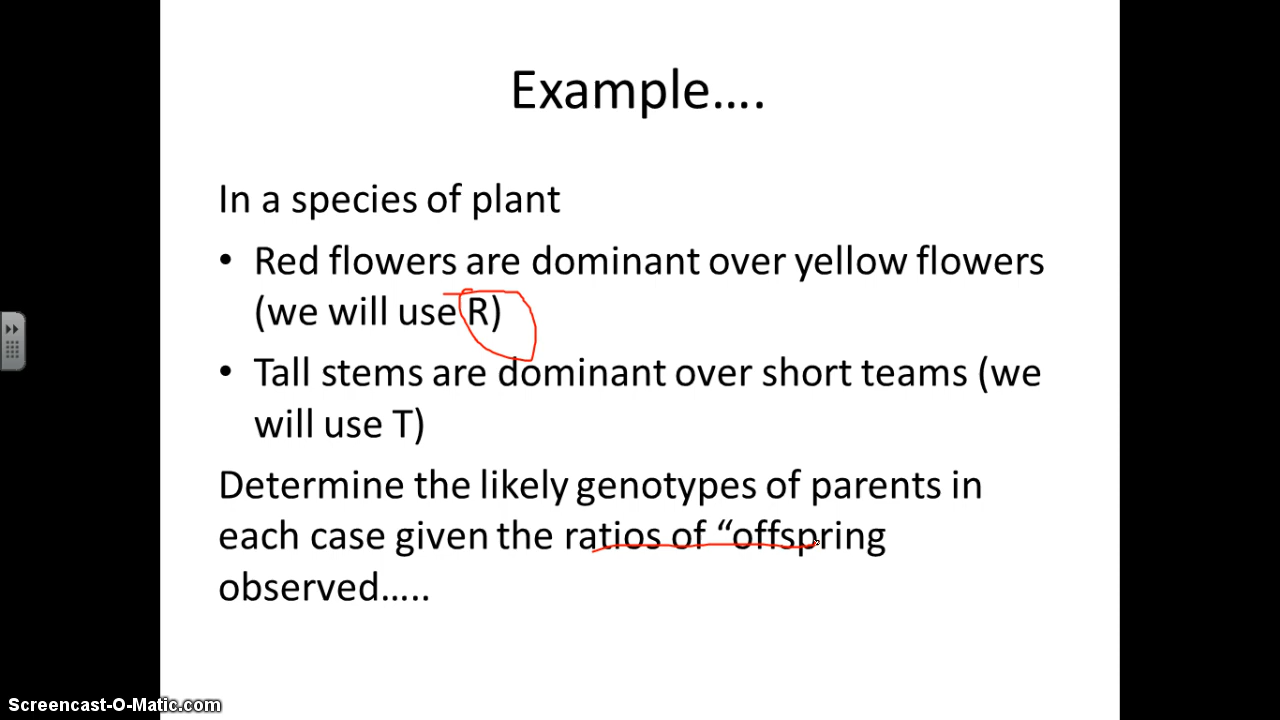 Example….
In a species of plant
• Red flowers are dominant over yellow flowers
(we will use R)
• Tall stems are dominant over short teams (we
will use T)
Determine the likely genotypes of parents in
each case given the ratios of “offspring
observed…..
Screencast-O-Matic.com